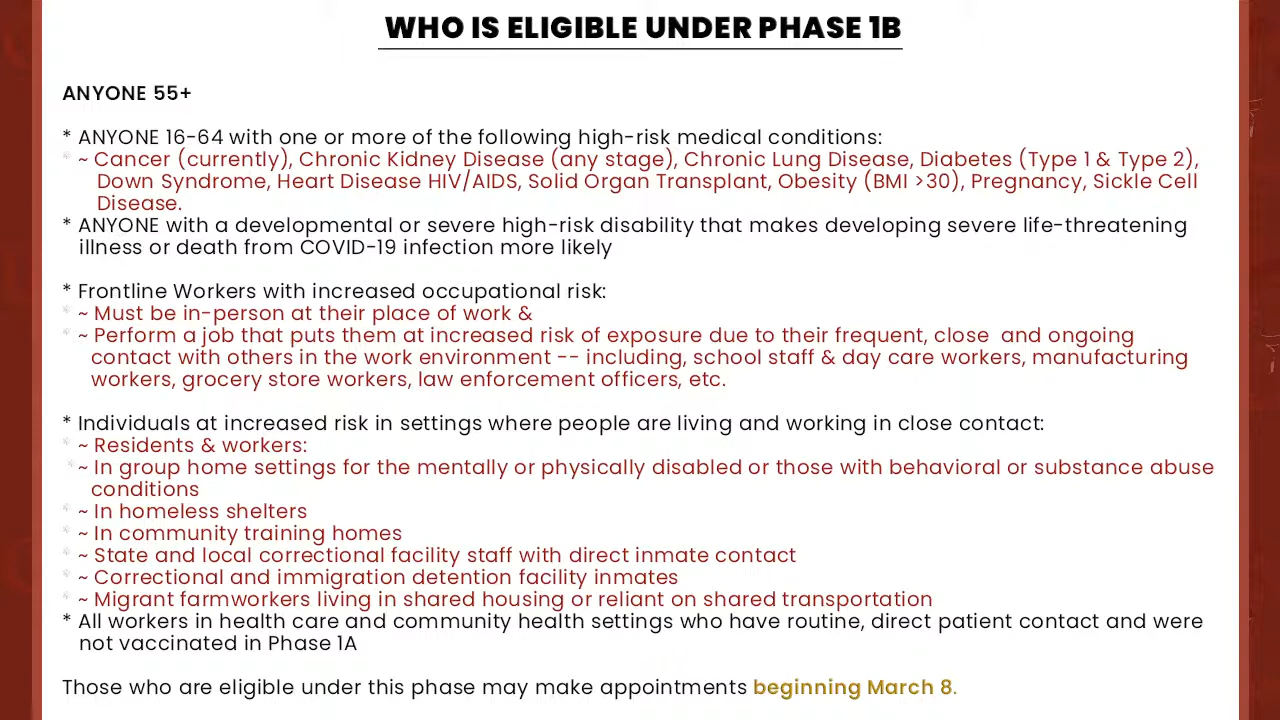 WHO IS ELIGIBLE UNDER PHASE 1B
ANYONE 55+
* ANYONE 16-64 with one or more of the following high-risk medical conditions:
* ~ Cancer (currently), Chronic Kidney Disease (any stage), Chronic Lung Disease, Diabetes (Type 1 & Type 2),
Down Syndrome, Heart Disease HIV/AIDS, Solid Organ Transplant, Obesity (BMI >30), Pregnancy, Sickle Cell
Disease.
* ANYONE with a developmental or severe high-risk disability that makes developing severe life-threatening
illness or death from COVID-19 infection more likely
* Frontline Workers with increased occupational risk:
* ~ Must be in-person at their place of work &
* ~ Perform a job that puts them at increased risk of exposure due to their frequent, close  and ongoing
contact with others in the work environment -- including, school staff & day care workers, manufacturing
workers, grocery store workers, law enforcement officers, etc.
* Individuals at increased risk in settings where people are living and working in close contact:
* ~ Residents & workers:
* ~ In group home settings for the mentally or physically disabled or those with behavioral or substance abuse
conditions
* ~ In homeless shelters
* ~ In community training homes
* ~ State and local correctional facility staff with direct inmate contact
* ~ Correctional and immigration detention facility inmates
* ~ Migrant farmworkers living in shared housing or reliant on shared transportation
* All workers in health care and community health settings who have routine, direct patient contact and were
not vaccinated in Phase 1A
Those who are eligible under this phase may make appointments beginning March 8.